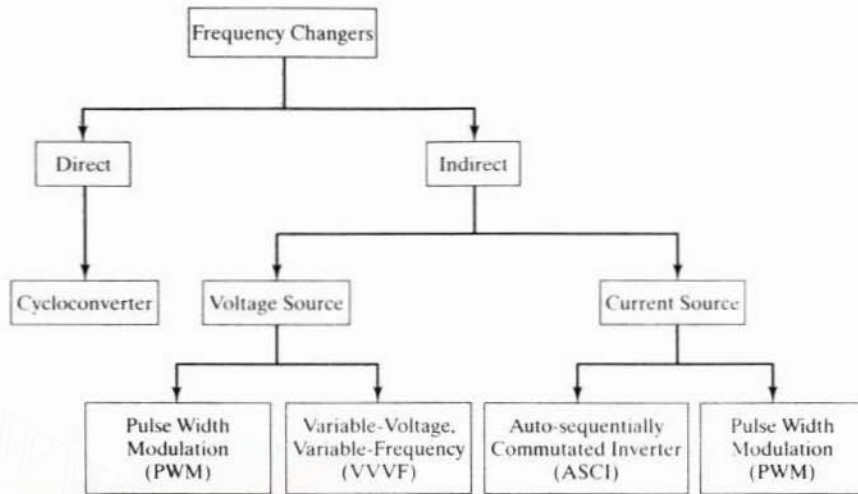 Frequency Changers
Direct
Indirect
Cycloconverter
Voltage Source
Current Source
Pulse Width
Modulation
(PWM)
Variable-Voltage,
Variable-Frequency
(VVVF)
Auto-sequentially
Commutated Inverter
(ASCI)
Pulse Width
Modulation
(PWM)